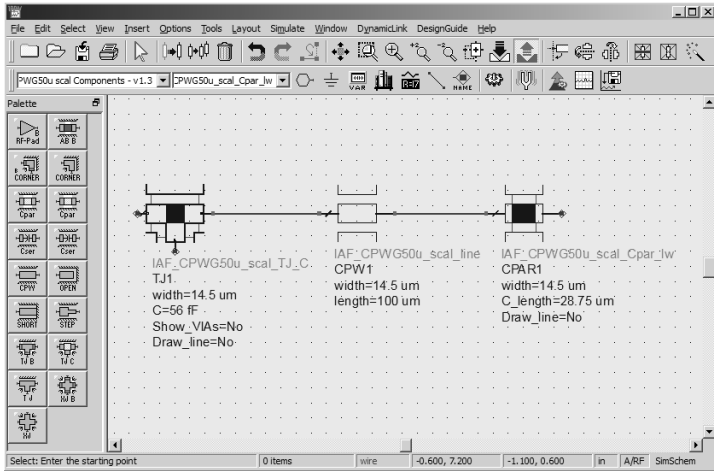 File Edit Select View Insert Options Tools Layout Simulate Window DynamicLink DesignGuide Help
PWG50u scal Components - v1.3 CPWG50u_scal_Cpar_lw VAR NAME
Palette
RF-Pad AB B
CORNER CORNER
Cpar Cpar
Cser Cser
CPW OPEN
SHORT STEP
TJ B TJ C
TJ XJ B
XJ
IAF_CPWG50u_scal_TJ_C
TJ1
width=14.5 um
C=56 fF
Show_VIAs=No
Draw_line=No
IAF_CPWG50u_scal_line
CPW1
width=14.5 um
length=100 um
IAF_CPWG50u_scal_Cpar_lw
CPAR1
width=14.5 um
C_length=28.75 um
Draw_line=No
Select: Enter the starting point 0 items wire -0.600, 7.200 -1.100, 0.600 in A/RF SimSchem